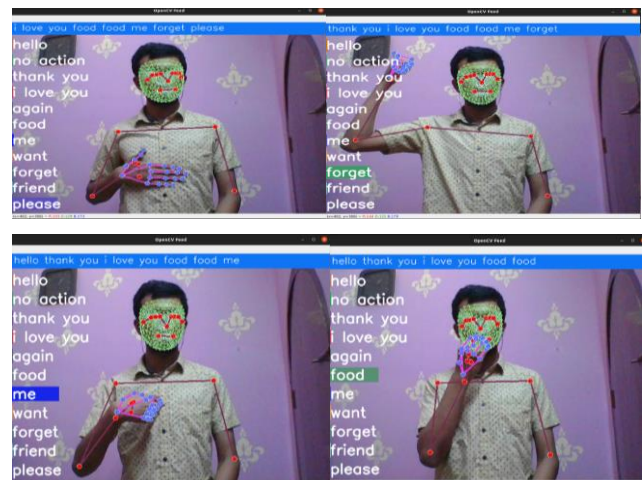 OpenCV Feed
i love you food food me forget please
hello
no action
thank you
i love you
again
food
me
want
forget
friend
please
OpenCV Feed
thank you i love you food food me forget
hello
no action
thank you
i love you
again
food
me
want
forget
friend
please
OpenCV Feed
hello thank you i love you food food me
hello
no action
thank you
i love you
again
food
me
want
forget
friend
please
OpenCV Feed
hello thank you i love you food food
hello
no action
thank you
i love you
again
food
me
want
forget
friend
please